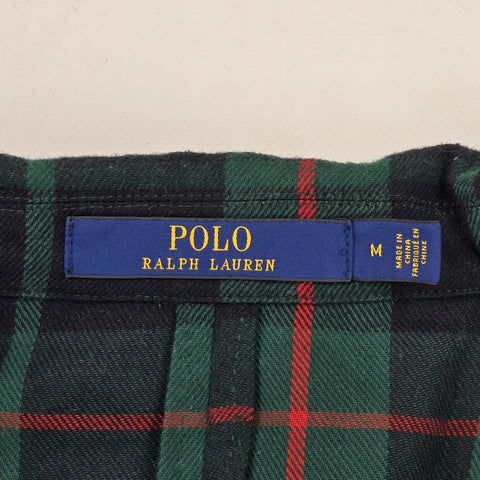 POLO
RALPH LAUREN
M
MADE IN
CHINA
FABRIQUÉ EN
CHINE